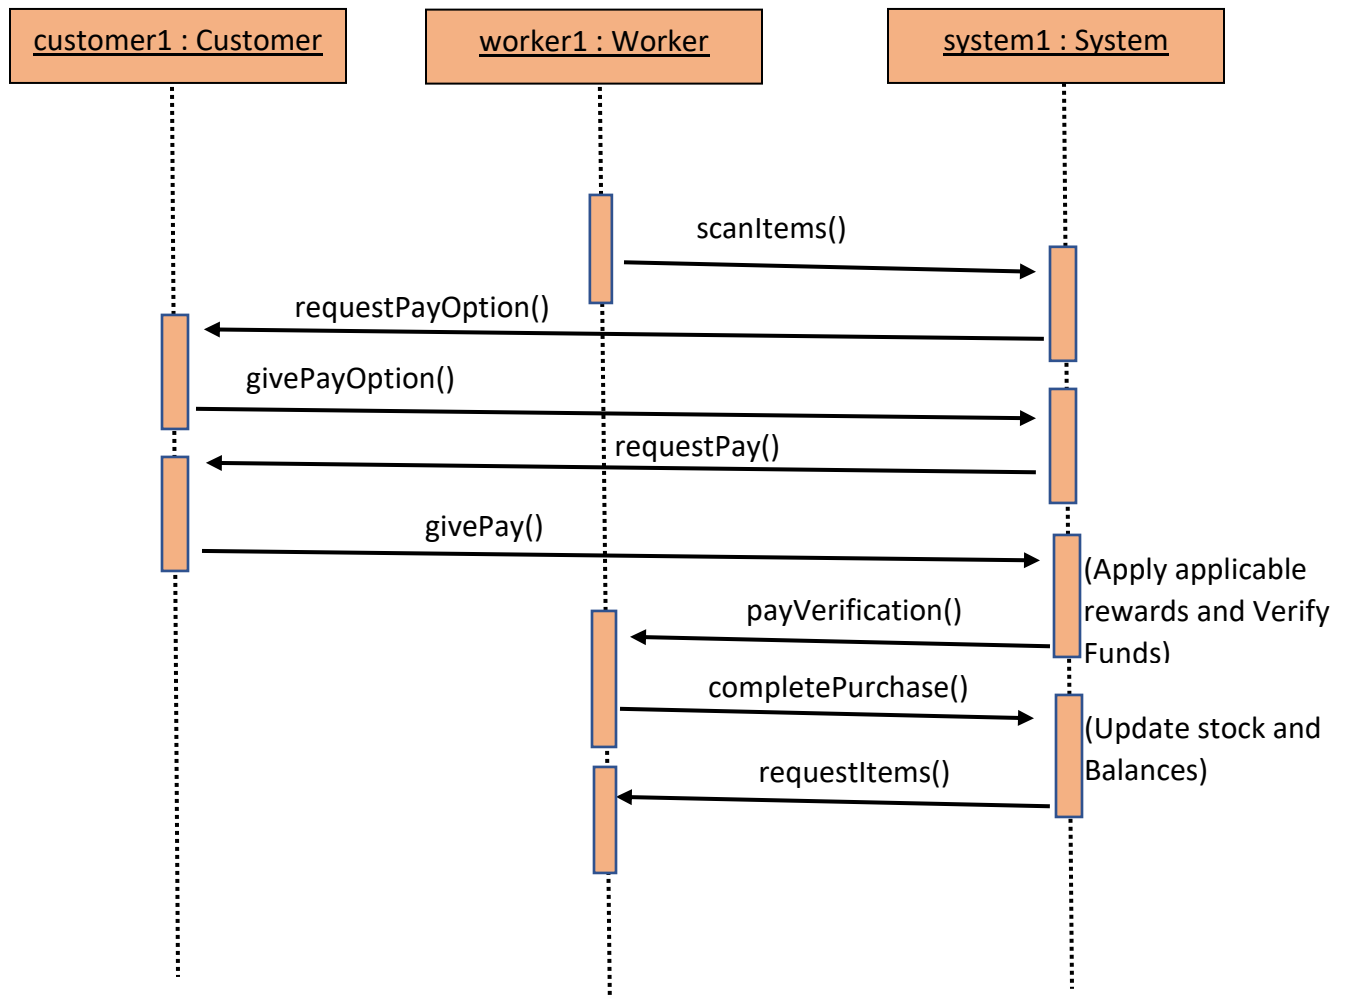 customer1 : Customer
worker1 : Worker
system1 : System
scanItems()
requestPayOption()
givePayOption()
requestPay()
givePay()
(Apply applicable
rewards and Verify
Funds)
payVerification()
completePurchase()
(Update stock and
Balances)
requestItems()